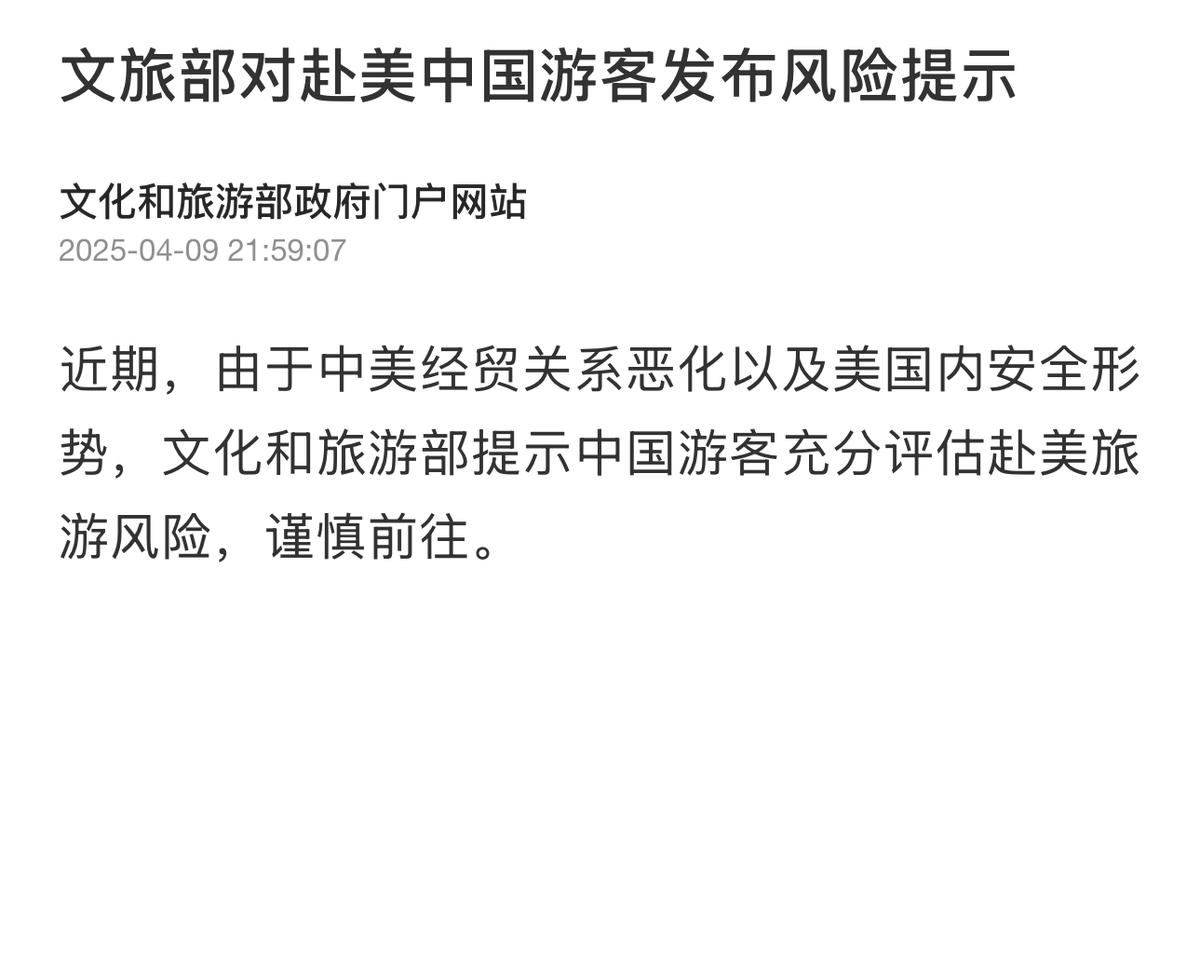 文旅部对赴美中国游客发布风险提示
文化和旅游部政府门户网站
2025-04-09 21:59:07
近期，由于中美经贸关系恶化以及美国内安全形
势，文化和旅游部提示中国游客充分评估赴美旅
游风险，谨慎前往。